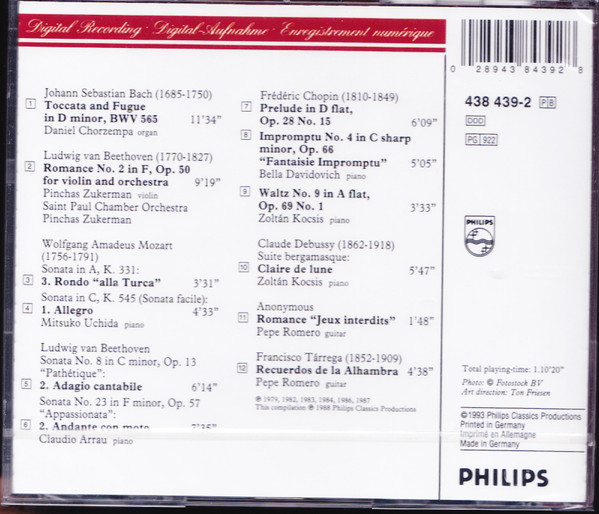 Digital Recording · Digital-Aufnahme · Enregistrement numérique
Johann Sebastian Bach (1685-1750)
1 Toccata and Fugue
in D minor, BWV 565 11'34"
Daniel Chorzempa organ
Ludwig van Beethoven (1770-1827)
2 Romance No. 2 in F, Op. 50
for violin and orchestra 9'19"
Pinchas Zukerman violin
Saint Paul Chamber Orchestra
Pinchas Zukerman
Wolfgang Amadeus Mozart
(1756-1791)
Sonata in A, K. 331:
3 3. Rondo "alla Turca" 3'31"
Sonata in C, K. 545 (Sonata facile):
4 1. Allegro 4'33"
Mitsuko Uchida piano
Ludwig van Beethoven
Sonata No. 8 in C minor, Op. 13
"Pathétique":
5 2. Adagio cantabile 6'14"
Sonata No. 23 in F minor, Op. 57
"Appassionata":
6 2. Andante con moto 7'35"
Claudio Arrau piano
Frédéric Chopin (1810-1849)
7 Prelude in D flat,
Op. 28 No. 15 6'09"
8 Impromptu No. 4 in C sharp
minor, Op. 66
"Fantaisie Impromptu" 5'05"
Bella Davidovich piano
9 Waltz No. 9 in A flat,
Op. 69 No. 1 3'33"
Zoltán Kocsis piano
Claude Debussy (1862-1918)
Suite bergamasque:
10 Claire de lune 5'47"
Zoltán Kocsis piano
Anonymous
11 Romance "Jeux interdits" 1'48"
Pepe Romero guitar
Francisco Tárrega (1852-1909)
12 Recuerdos de la Alhambra 4'38"
Pepe Romero guitar
℗ 1979, 1982, 1983, 1984, 1986, 1987
This compilation ℗ 1988 Philips Classics Productions
0 28943 84392 8
438 439-2 PB
DDD
PG 922
PHILIPS
Total playing-time: 1.10'20"
Photo: © Fotostock BV
Art direction: Ton Friesen
©1993 Philips Classics Productions
Printed in Germany
Imprimé en Allemagne
Made in Germany
PHILIPS